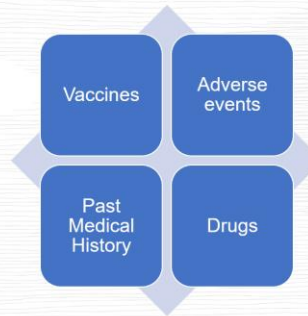 Vaccines
Adverse
events
Past
Medical
History
Drugs